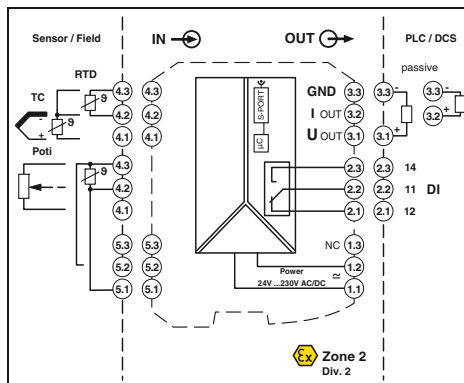 Sensor / Field
IN
OUT
PLC / DCS
RTD
TC
- +
ϑ
ϑ
4.3 4.3
4.2 4.2
4.1 4.1
Poti
ϑ
4.3
4.2
4.1
5.3 5.3
5.2 5.2
5.1 5.1
S-PORT
µC
GND 3.3 3.3 -
I OUT 3.2
U OUT 3.1 3.1 +
passive
3.3 -
3.2 +
2.3 2.3 14
2.2 2.2 11 DI
2.1 2.1 12
NC 1.3
Power 1.2
24V ...230V AC/DC 1.1
Ex Zone 2
Div. 2